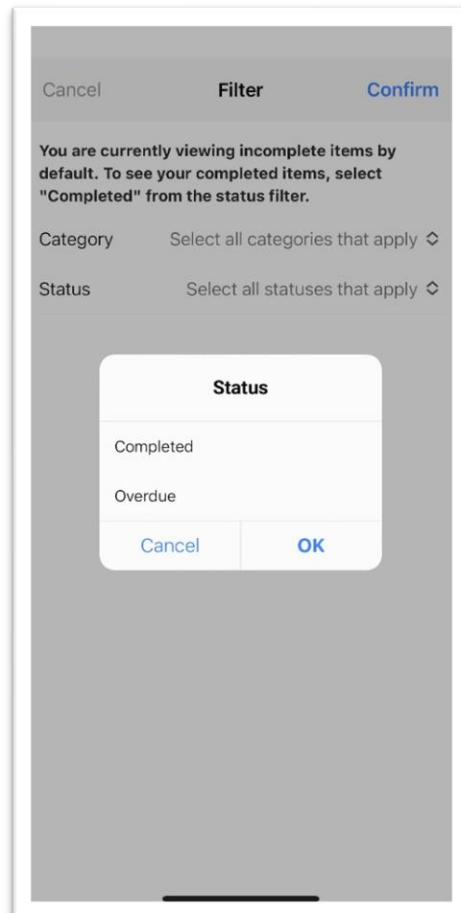 Cancel Filter Confirm
You are currently viewing incomplete items by
default. To see your completed items, select
"Completed" from the status filter.
Category Select all categories that apply
Status Select all statuses that apply
Status
Completed
Overdue
Cancel OK